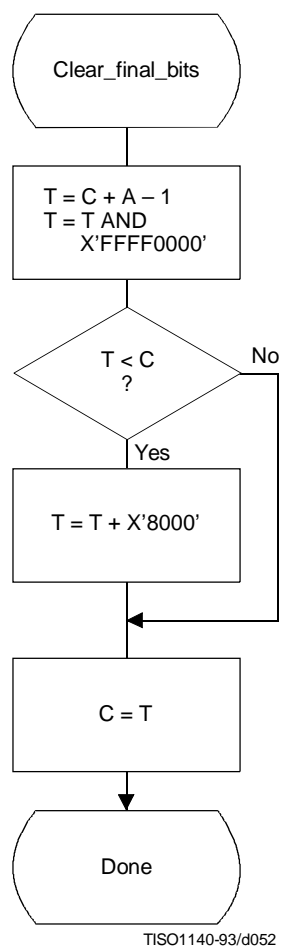 Clear_final_bits
T = C + A – 1
T = T AND
X’FFFF0000’
T < C
?
No
Yes
T = T + X’8000’
C = T
Done
TISO1140-93/d052